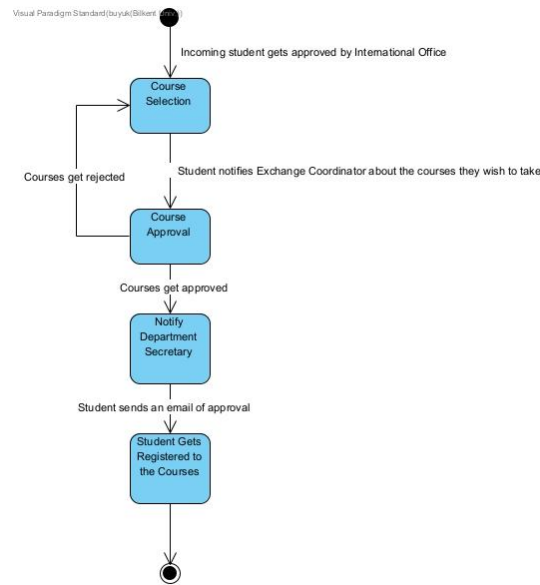 Visual Paradigm Standard(buyuk(Bilkent Univ.))
Incoming student gets approved by International Office
Course
Selection
Courses get rejected
Student notifies Exchange Coordinator about the courses they wish to take
Course
Approval
Courses get approved
Notify
Department
Secretary
Student sends an email of approval
Student Gets
Registered to
the Courses